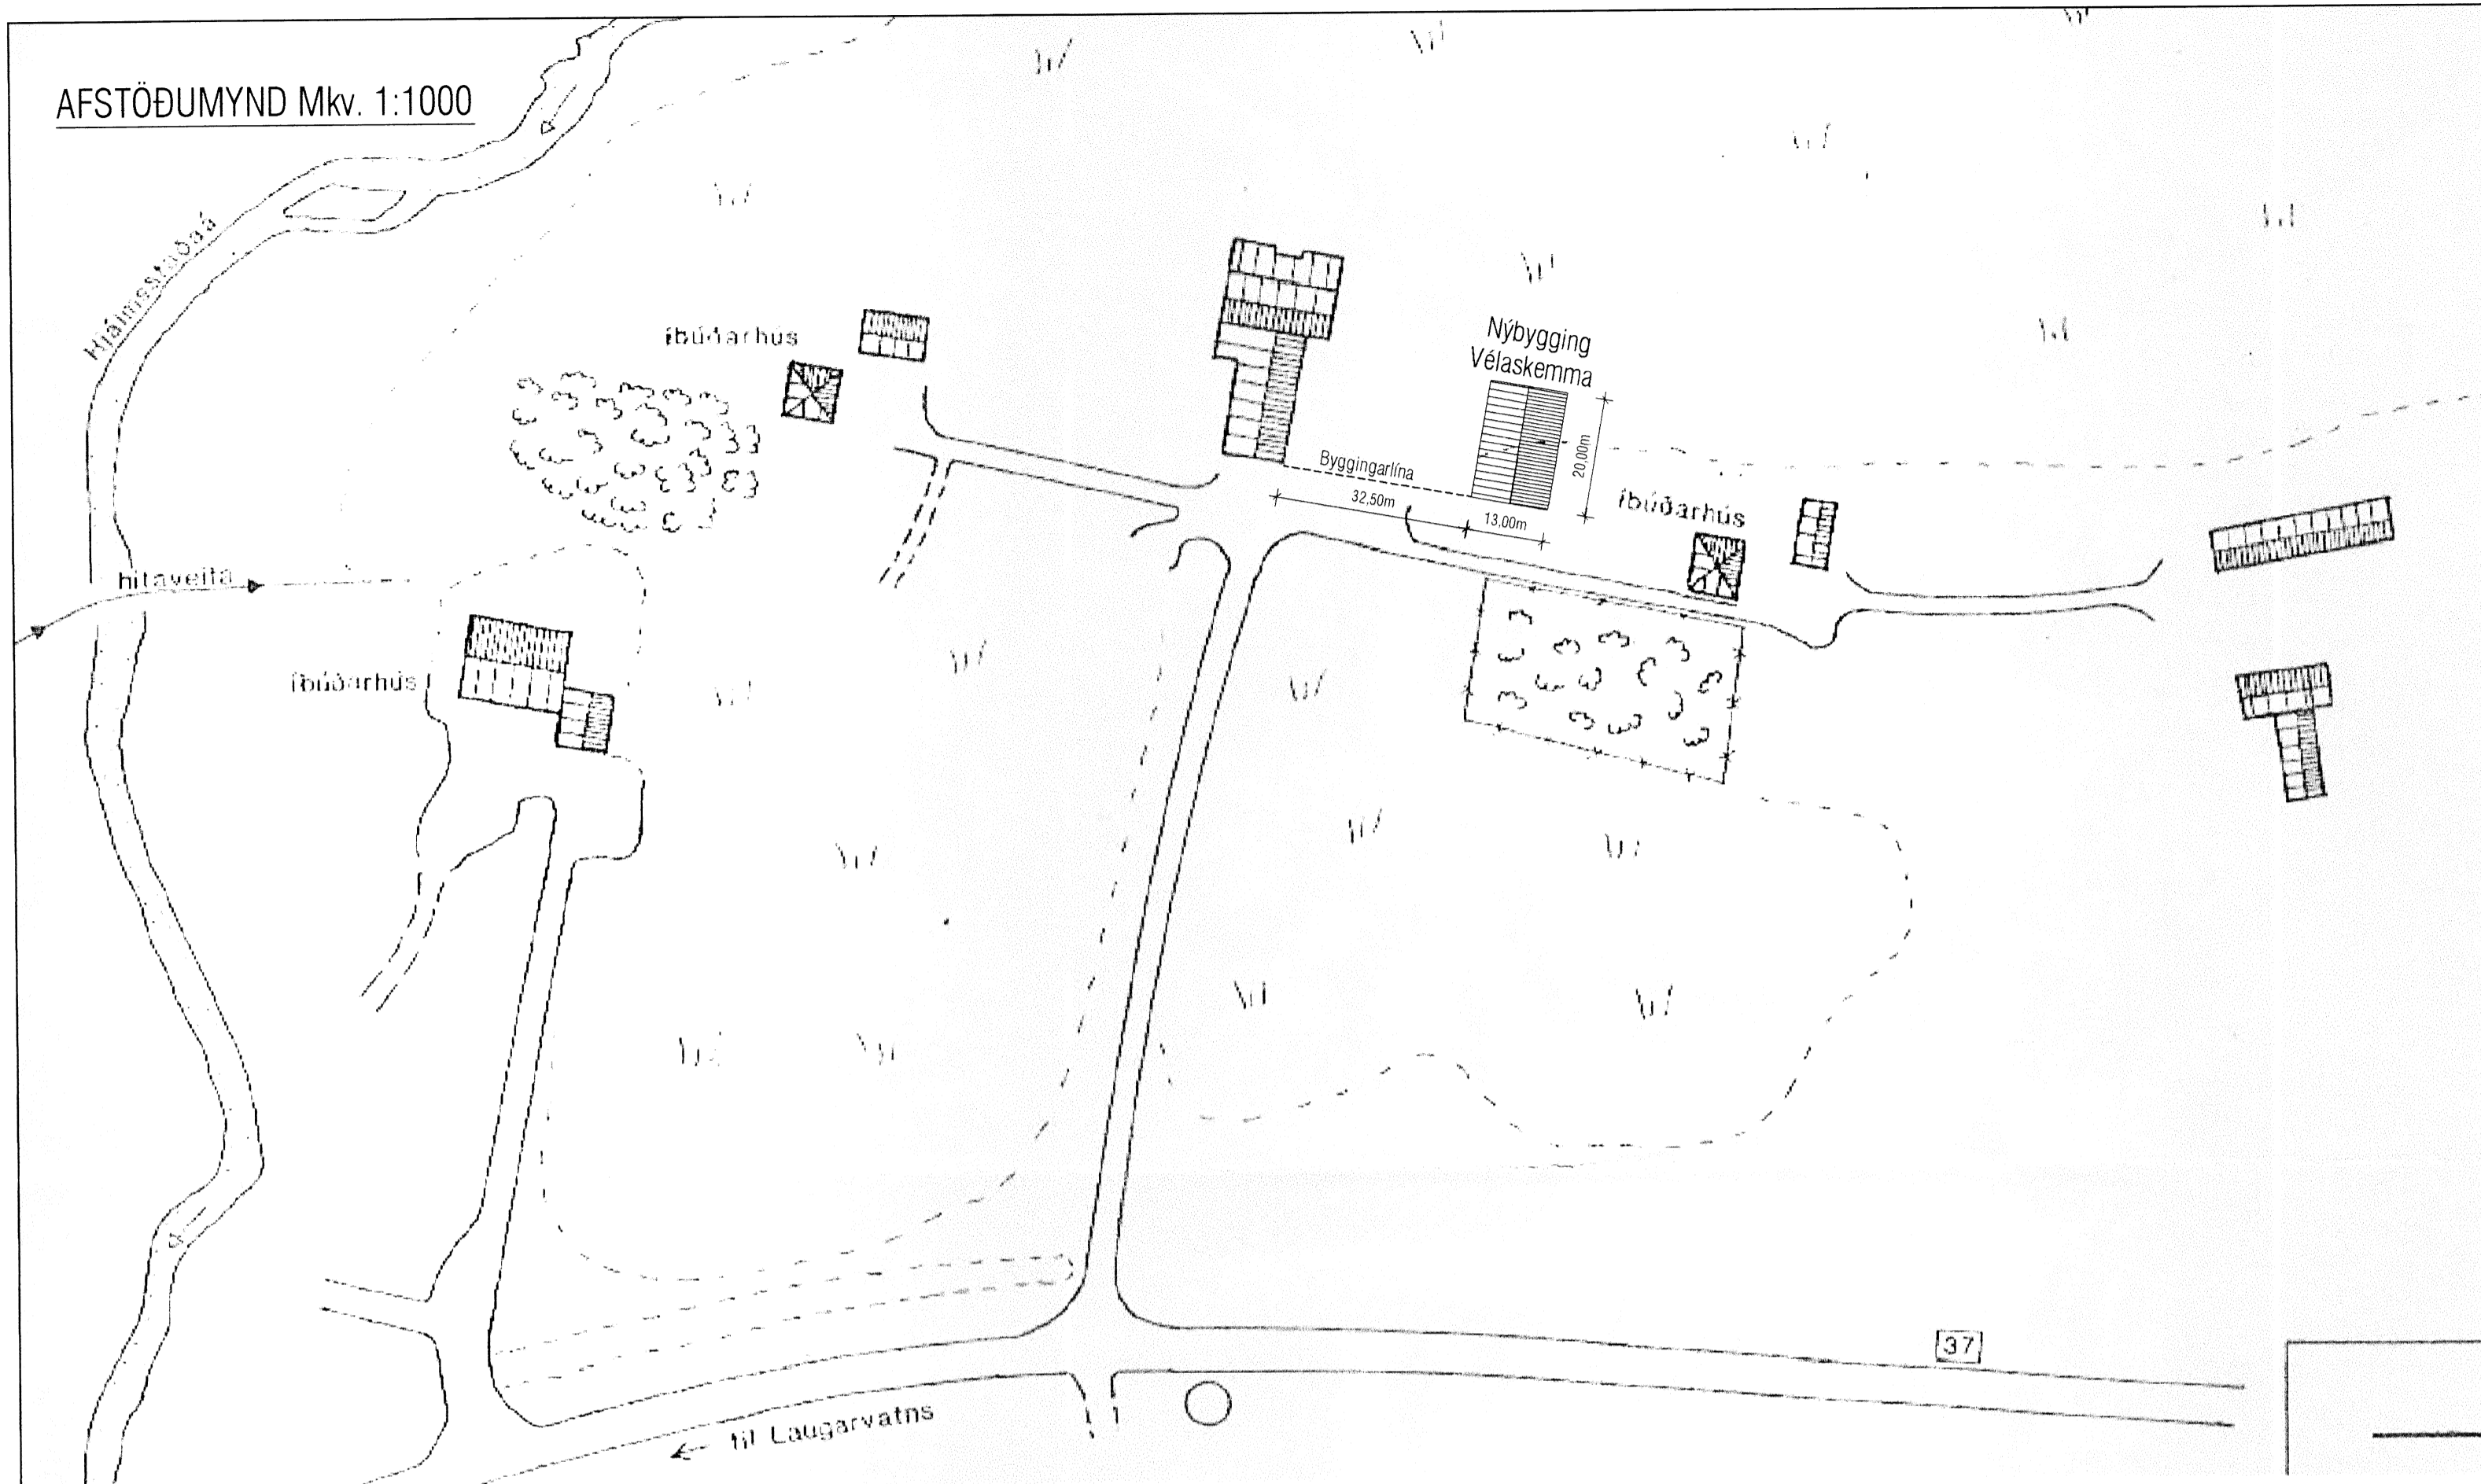 AFSTÖÐUMYND Mkv. 1:1000
Hjálmsstaðaá
íbúðarhús
Nýbygging
Vélaskemma
Byggingarlína
32,50m
13,00m
20,00m
íbúðarhús
hitaveita
íbúðarhús
37
← til Laugarvatns